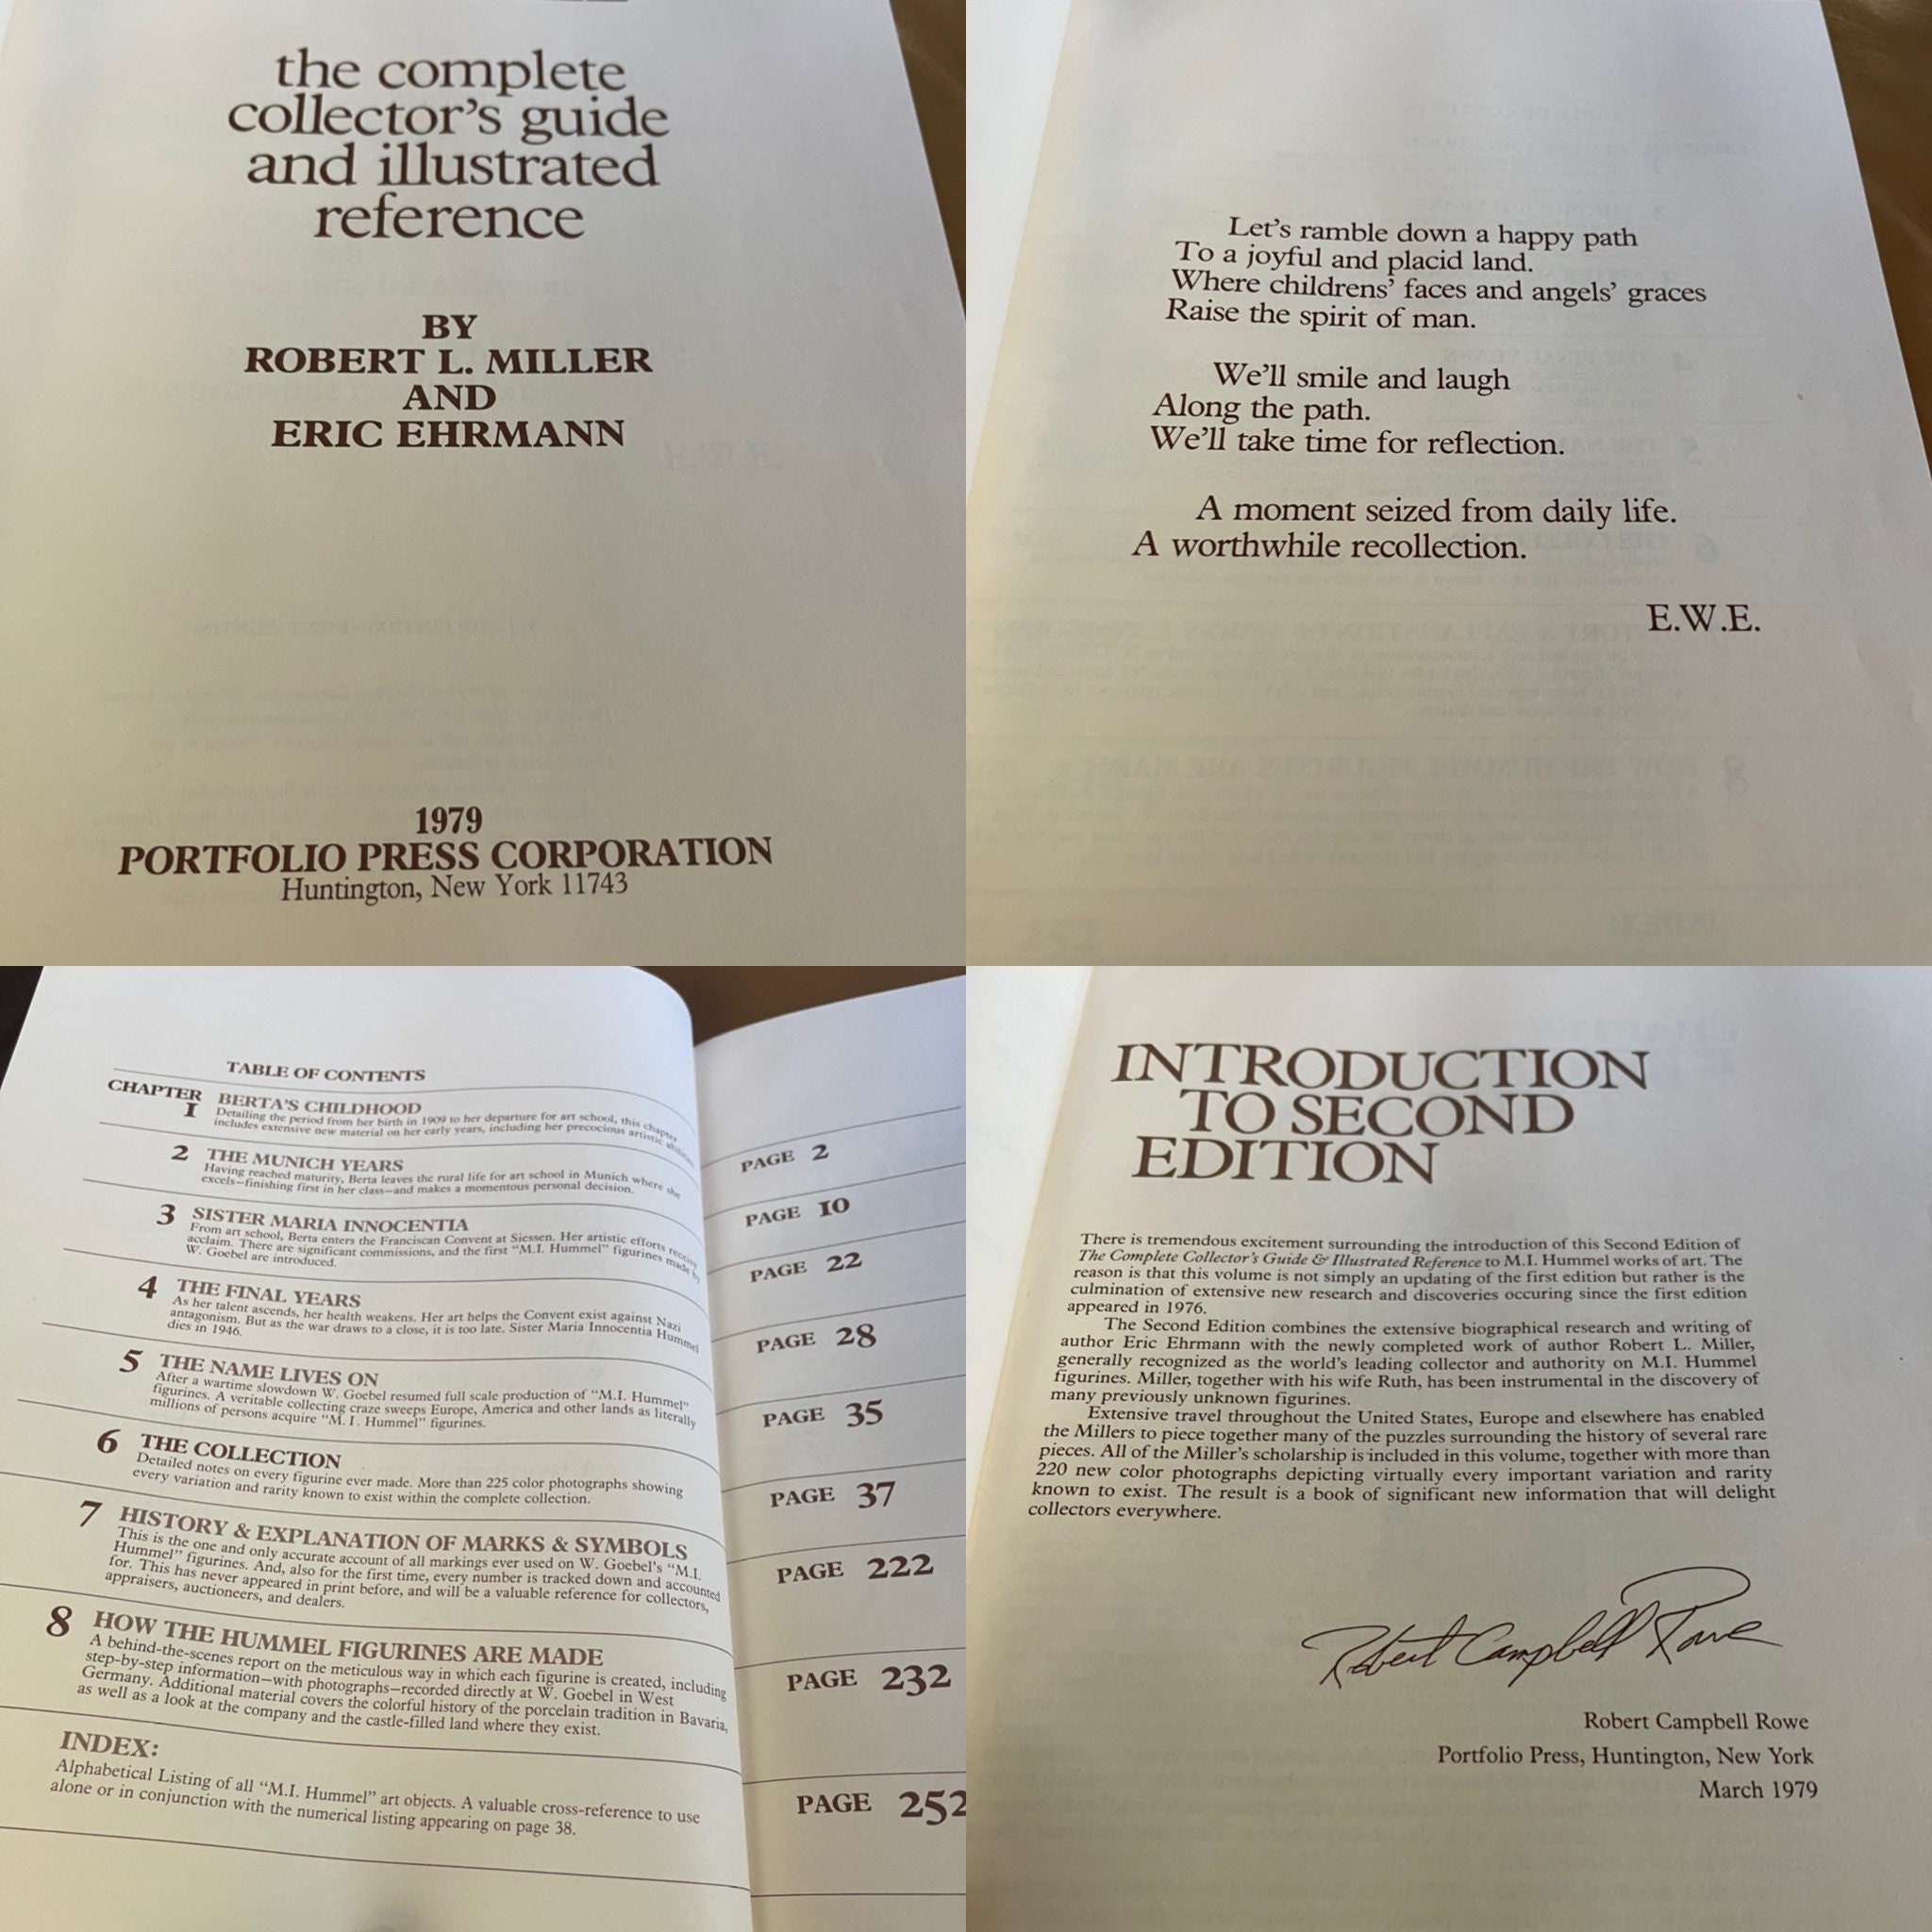 the complete
collector's guide
and illustrated
reference
BY
ROBERT L. MILLER
AND
ERIC EHRMANN
1979
PORTFOLIO PRESS CORPORATION
Huntington, New York 11743
Let's ramble down a happy path
To a joyful and placid land.
Where childrens' faces and angels' graces
Raise the spirit of man.
We'll smile and laugh
Along the path.
We'll take time for reflection.
A moment seized from daily life.
A worthwhile recollection.
E.W.E.
TABLE OF CONTENTS
CHAPTER
1 BERTA'S CHILDHOOD PAGE 2
Detailing the period from her birth in 1909 to her departure for art school, this chapter
includes extensive new material on her early years, including her precocious artistic abilities.
2 THE MUNICH YEARS PAGE 10
Having reached maturity, Berta leaves the rural life for art school in Munich where she
excels—finishing first in her class—and makes a momentous personal decision.
3 SISTER MARIA INNOCENTIA PAGE 22
From art school, Berta enters the Franciscan Convent at Siessen. Her artistic efforts receive
acclaim. There are significant commissions, and the first "M.I. Hummel" figurines made by
W. Goebel are introduced.
4 THE FINAL YEARS PAGE 28
As her talent ascends, her health weakens. Her art helps the Convent exist against Nazi
antagonism. But as the war draws to a close, it is too late. Sister Maria Innocentia Hummel
dies in 1946.
5 THE NAME LIVES ON PAGE 35
After a wartime slowdown W. Goebel resumed full scale production of "M.I. Hummel"
figurines. A veritable collecting craze sweeps Europe, America and other lands as literally
millions of persons acquire "M.I. Hummel" figurines.
6 THE COLLECTION PAGE 37
Detailed notes on every figurine ever made. More than 225 color photographs showing
every variation and rarity known to exist within the complete collection.
7 HISTORY & EXPLANATION OF MARKS & SYMBOLS PAGE 222
This is the one and only accurate account of all markings ever used on W. Goebel's "M.I.
Hummel" figurines. And, also for the first time, every number is tracked down and accounted
for. This has never appeared in print before, and will be a valuable reference for collectors,
appraisers, auctioneers, and dealers.
8 HOW THE HUMMEL FIGURINES ARE MADE PAGE 232
A behind-the-scenes report on the meticulous way in which each figurine is created, including
step-by-step information—with photographs—recorded directly at W. Goebel in West
Germany. Additional material covers the colorful history of the porcelain tradition in Bavaria,
as well as a look at the company and the castle-filled land where they exist.
INDEX: PAGE 252
Alphabetical Listing of all "M.I. Hummel" art objects. A valuable cross-reference to use
alone or in conjunction with the numerical listing appearing on page 38.
INTRODUCTION
TO SECOND
EDITION
There is tremendous excitement surrounding the introduction of this Second Edition of
The Complete Collector's Guide & Illustrated Reference to M.I. Hummel works of art. The
reason is that this volume is not simply an updating of the first edition but rather is the
culmination of extensive new research and discoveries occuring since the first edition
appeared in 1976.
The Second Edition combines the extensive biographical research and writing of
author Eric Ehrmann with the newly completed work of author Robert L. Miller,
generally recognized as the world's leading collector and authority on M.I. Hummel
figurines. Miller, together with his wife Ruth, has been instrumental in the discovery of
many previously unknown figurines.
Extensive travel throughout the United States, Europe and elsewhere has enabled
the Millers to piece together many of the puzzles surrounding the history of several rare
pieces. All of the Miller's scholarship is included in this volume, together with more than
220 new color photographs depicting virtually every important variation and rarity
known to exist. The result is a book of significant new information that will delight
collectors everywhere.
Robert Campbell Rowe
Robert Campbell Rowe
Portfolio Press, Huntington, New York
March 1979